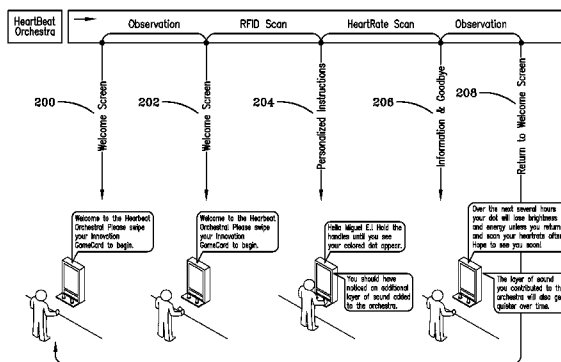 HeartBeat
Orchestra
Observation
RFID Scan
HeartRate Scan
Observation
200
Welcome Screen
202
Welcome Screen
204
Personalized Instructions
206
Information & Goodbye
208
Return to Welcome Screen
Welcome to the Hearbeat
Orchestra! Please swipe
your Innovation
GameCard to begin.
Welcome to the Hearbeat
Orchestra! Please swipe
your Innovation
GameCard to begin.
Hello Miguel E.! Hold the
handles until you see
your colored dot appear.
You should have
noticed an additional
layer of sound added
to the orchestra.
Over the next several hours
your dot will lose brightness
and energy unless you return
and scan your heartrate often.
Hope to see you soon!
The layer of sound
you contributed to the
orchestra will also get
quieter over time.